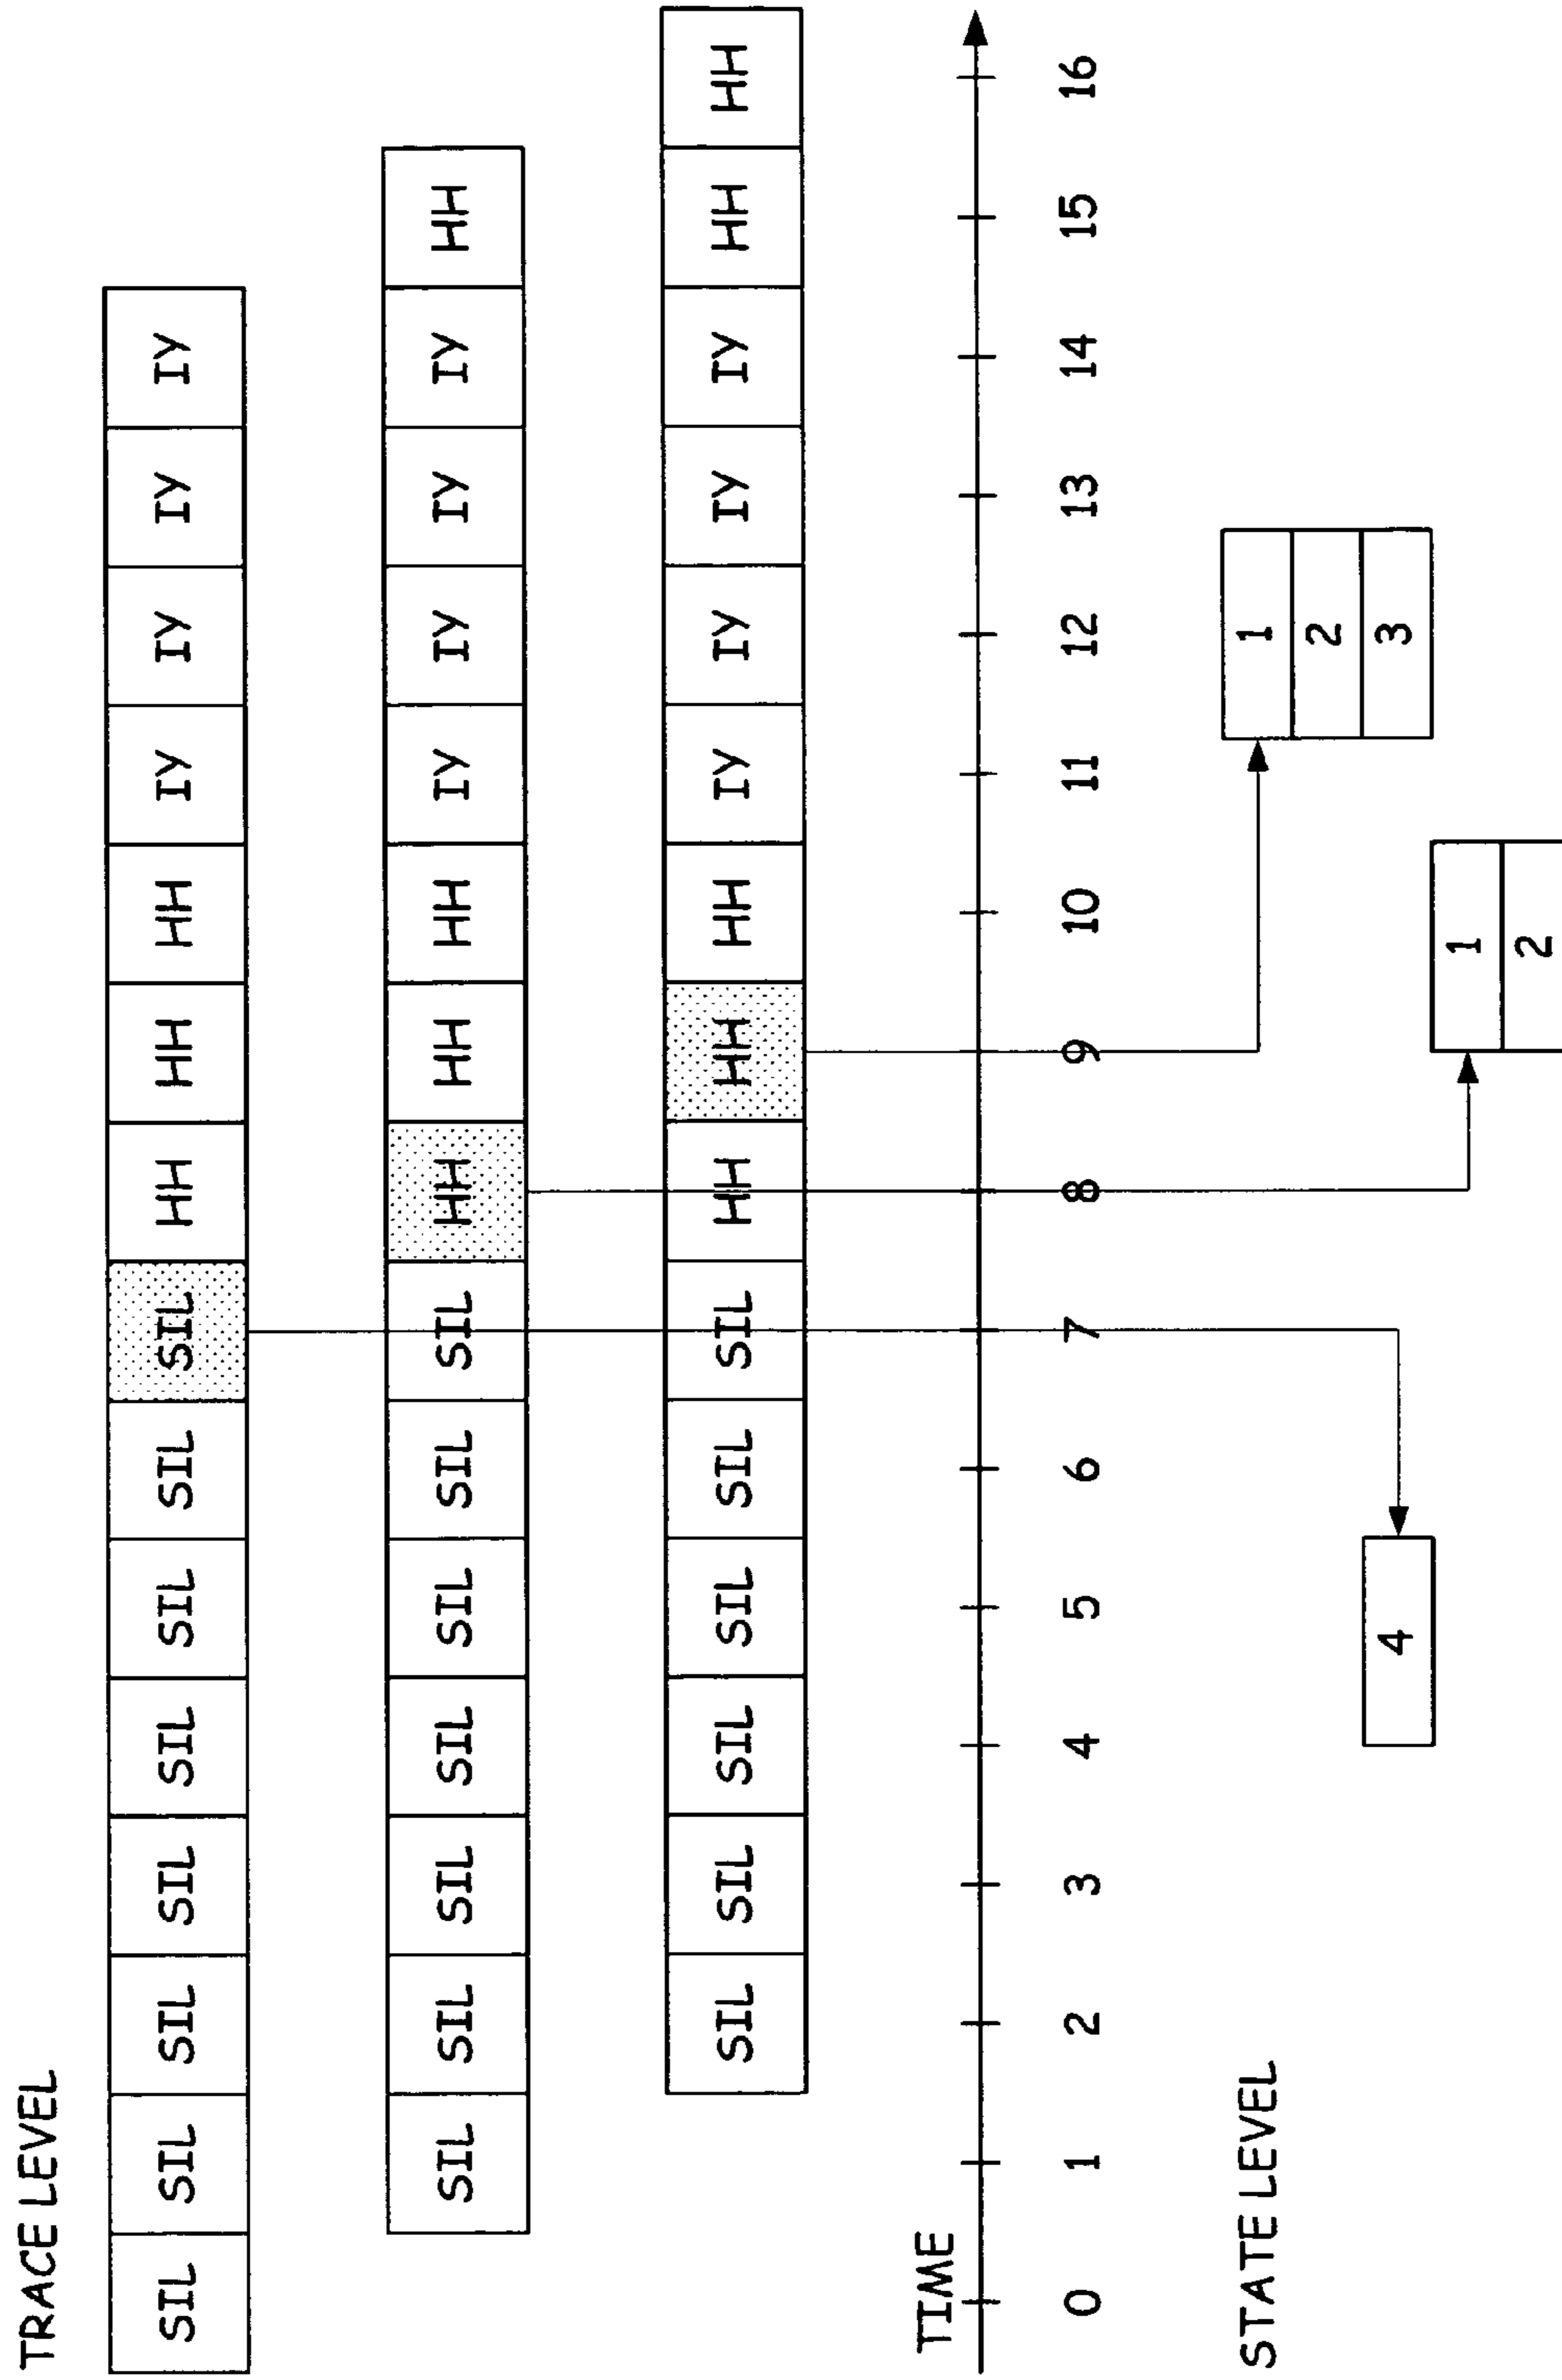 TRACE LEVEL
SIL SIL SIL SIL SIL SIL SIL SIL HH HH HH IY IY IY IY
SIL SIL SIL SIL SIL SIL SIL HH HH HH IY IY IY IY HH
SIL SIL SIL SIL SIL SIL HH HH HH IY IY IY IY HH HH
TIME
0 1 2 3 4 5 6 7 8 9 10 11 12 13 14 15 16
STATE LEVEL
1
2
4 3
1
2